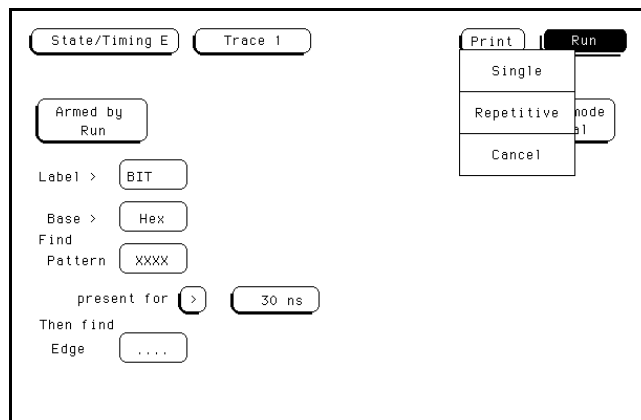 State/Timing E Trace 1 Print Run
Single
Armed by
Run
Repetitive
Cancel
Label > BIT
Base > Hex
Find
Pattern XXXX
present for > 30 ns
Then find
Edge ....